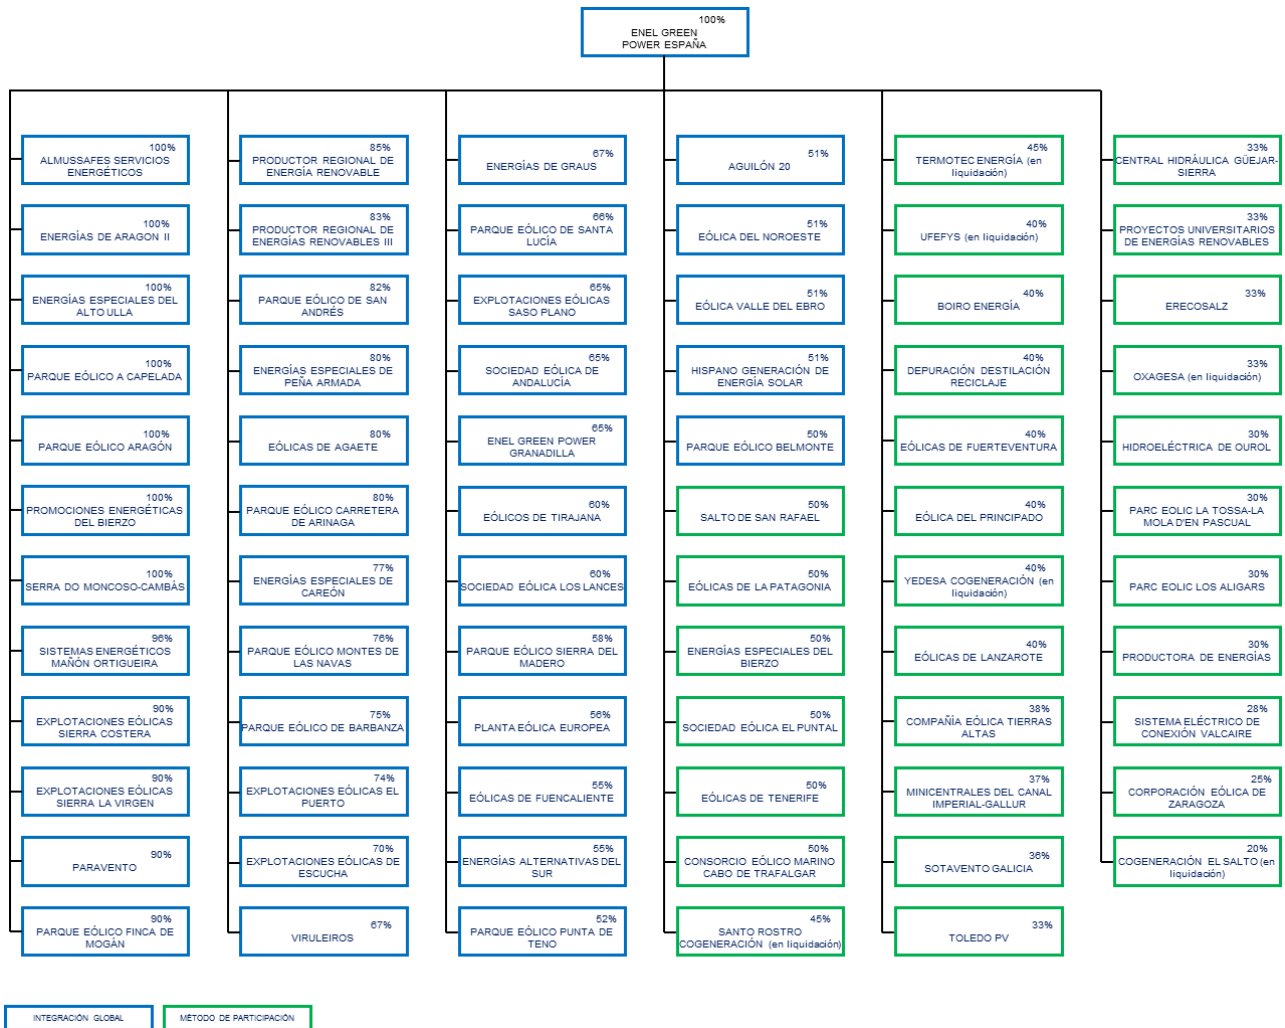 100%
ENEL GREEN
POWER ESPAÑA
100%
ALMUSSAFES SERVICIOS
ENERGÉTICOS
100%
ENERGÍAS DE ARAGON II
100%
ENERGÍAS ESPECIALES DEL
ALTO ULLA
100%
PARQUE EÓLICO A CAPELADA
100%
PARQUE EÓLICO ARAGÓN
100%
PROMOCIONES ENERGÉTICAS
DEL BIERZO
100%
SERRA DO MONCOSO-CAMBÁS
96%
SISTEMAS ENERGÉTICOS
MAÑÓN ORTIGUEIRA
90%
EXPLOTACIONES EÓLICAS
SIERRA COSTERA
90%
EXPLOTACIONES EÓLICAS
SIERRA LA VIRGEN
90%
PARAVENTO
90%
PARQUE EÓLICO FINCA DE
MOGÁN
85%
PRODUCTOR REGIONAL DE
ENERGÍA RENOVABLE
83%
PRODUCTOR REGIONAL DE
ENERGÍAS RENOVABLES III
82%
PARQUE EÓLICO DE SAN
ANDRÉS
80%
ENERGÍAS ESPECIALES DE
PEÑA ARMADA
80%
EÓLICAS DE AGAETE
80%
PARQUE EÓLICO CARRETERA
DE ARINAGA
77%
ENERGÍAS ESPECIALES DE
CAREÓN
76%
PARQUE EÓLICO MONTES DE
LAS NAVAS
75%
PARQUE EÓLICO DE BARBANZA
74%
EXPLOTACIONES EÓLICAS EL
PUERTO
70%
EXPLOTACIONES EÓLICAS DE
ESCUCHA
67%
VIRULEIROS
67%
ENERGÍAS DE GRAUS
66%
PARQUE EÓLICO DE SANTA
LUCÍA
65%
EXPLOTACIONES EÓLICAS
SASO PLANO
65%
SOCIEDAD EÓLICA DE
ANDALUCÍA
65%
ENEL GREEN POWER
GRANADILLA
60%
EÓLICOS DE TIRAJANA
60%
SOCIEDAD EÓLICA LOS LANCES
58%
PARQUE EÓLICO SIERRA DEL
MADERO
56%
PLANTA EÓLICA EUROPEA
55%
EÓLICAS DE FUENCALIENTE
55%
ENERGÍAS ALTERNATIVAS DEL
SUR
52%
PARQUE EÓLICO PUNTA DE
TENO
51%
AGUILÓN 20
51%
EÓLICA DEL NOROESTE
51%
EÓLICA VALLE DEL EBRO
51%
HISPANO GENERACIÓN DE
ENERGÍA SOLAR
50%
PARQUE EÓLICO BELMONTE
50%
SALTO DE SAN RAFAEL
50%
EÓLICAS DE LA PATAGONIA
50%
ENERGÍAS ESPECIALES DEL
BIERZO
50%
SOCIEDAD EÓLICA EL PUNTAL
50%
EÓLICAS DE TENERIFE
50%
CONSORCIO EÓLICO MARINO
CABO DE TRAFALGAR
45%
SANTO ROSTRO
COGENERACIÓN (en liquidación)
45%
TERMOTEC ENERGÍA (en
liquidación)
40%
UFEFYS (en liquidación)
40%
BOIRO ENERGÍA
40%
DEPURACIÓN DESTILACIÓN
RECICLAJE
40%
EÓLICAS DE FUERTEVENTURA
40%
EÓLICA DEL PRINCIPADO
40%
YEDESA COGENERACIÓN (en
liquidación)
40%
EÓLICAS DE LANZAROTE
38%
COMPAÑÍA EÓLICA TIERRAS
ALTAS
37%
MINICENTRALES DEL CANAL
IMPERIAL-GALLUR
36%
SOTAVENTO GALICIA
33%
TOLEDO PV
33%
CENTRAL HIDRÁULICA GÜEJAR-
SIERRA
33%
PROYECTOS UNIVERSITARIOS
DE ENERGÍAS RENOVABLES
33%
ERECOSALZ
33%
OXAGESA (en liquidación)
30%
HIDROELÉCTRICA DE OUROL
30%
PARC EOLIC LA TOSSA-LA
MOLA D'EN PASCUAL
30%
PARC EOLIC LOS ALIGARS
30%
PRODUCTORA DE ENERGÍAS
28%
SISTEMA ELÉCTRICO DE
CONEXIÓN VALCAIRE
25%
CORPORACIÓN EÓLICA DE
ZARAGOZA
20%
COGENERACIÓN EL SALTO (en
liquidación)
INTEGRACIÓN GLOBAL
MÉTODO DE PARTICIPACIÓN